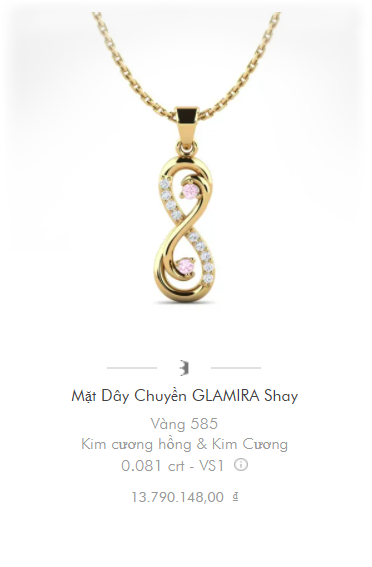 Mặt Dây Chuyền GLAMIRA Shay
Vàng 585
Kim cương hồng & Kim Cương
0.081 crt - VS1
13.790.148,00 ₫